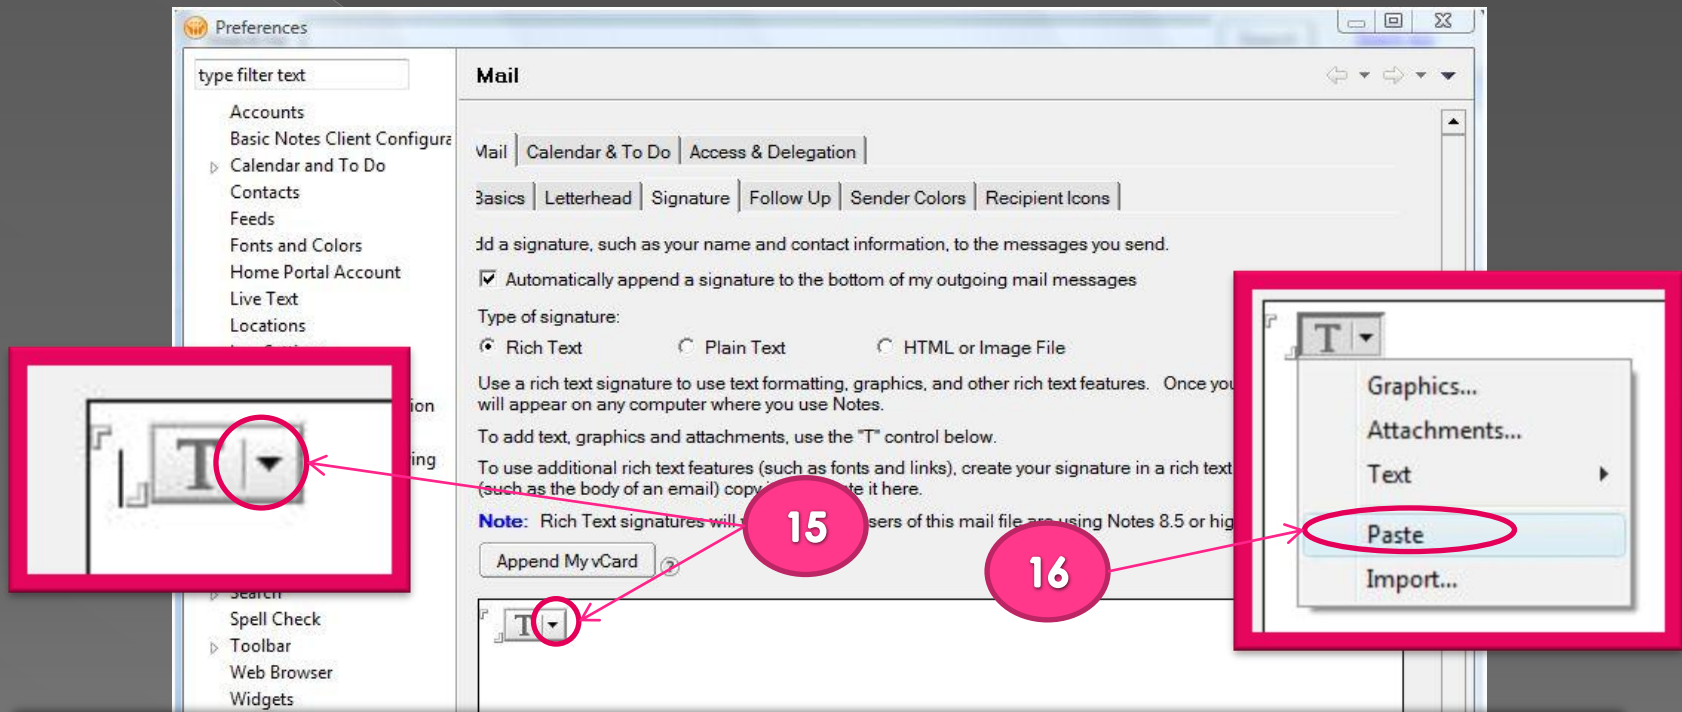 Preferences
type filter text
Mail
Accounts
Basic Notes Client Configura
Calendar and To Do
Contacts
Feeds
Fonts and Colors
Home Portal Account
Live Text
Locations
ion
ing
Search
Spell Check
Toolbar
Web Browser
Widgets
Mail Calendar & To Do Access & Delegation
Basics Letterhead Signature Follow Up Sender Colors Recipient Icons
dd a signature, such as your name and contact information, to the messages you send.
Automatically append a signature to the bottom of my outgoing mail messages
Type of signature:
Rich Text Plain Text HTML or Image File
Use a rich text signature to use text formatting, graphics, and other rich text features. Once you
will appear on any computer where you use Notes.
To add text, graphics and attachments, use the "T" control below.
To use additional rich text features (such as fonts and links), create your signature in a rich text
(such as the body of an email) copy it here.
Note: Rich Text signatures will sers of this mail file are using Notes 8.5 or hig
Append My vCard ?
T
T
15
16
T
Graphics...
Attachments...
Text
Paste
Import...